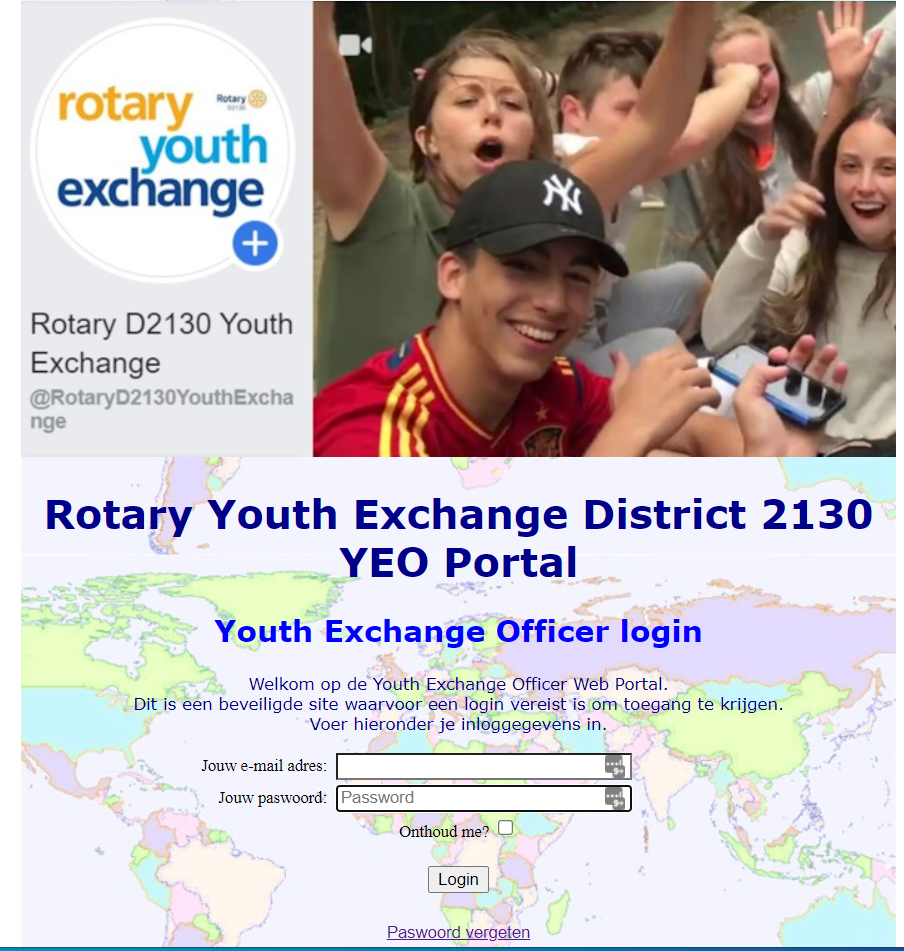 rotary
Rotary
D2130
youth
exchange
NY
Rotary D2130 Youth
Exchange
@RotaryD2130YouthExcha
nge
Rotary Youth Exchange District 2130
YEO Portal
Youth Exchange Officer login
Welkom op de Youth Exchange Officer Web Portal.
Dit is een beveiligde site waarvoor een login vereist is om toegang te krijgen.
Voer hieronder je inloggegevens in.
Jouw e-mail adres:
Jouw paswoord: Password
Onthoud me?
Login
Paswoord vergeten